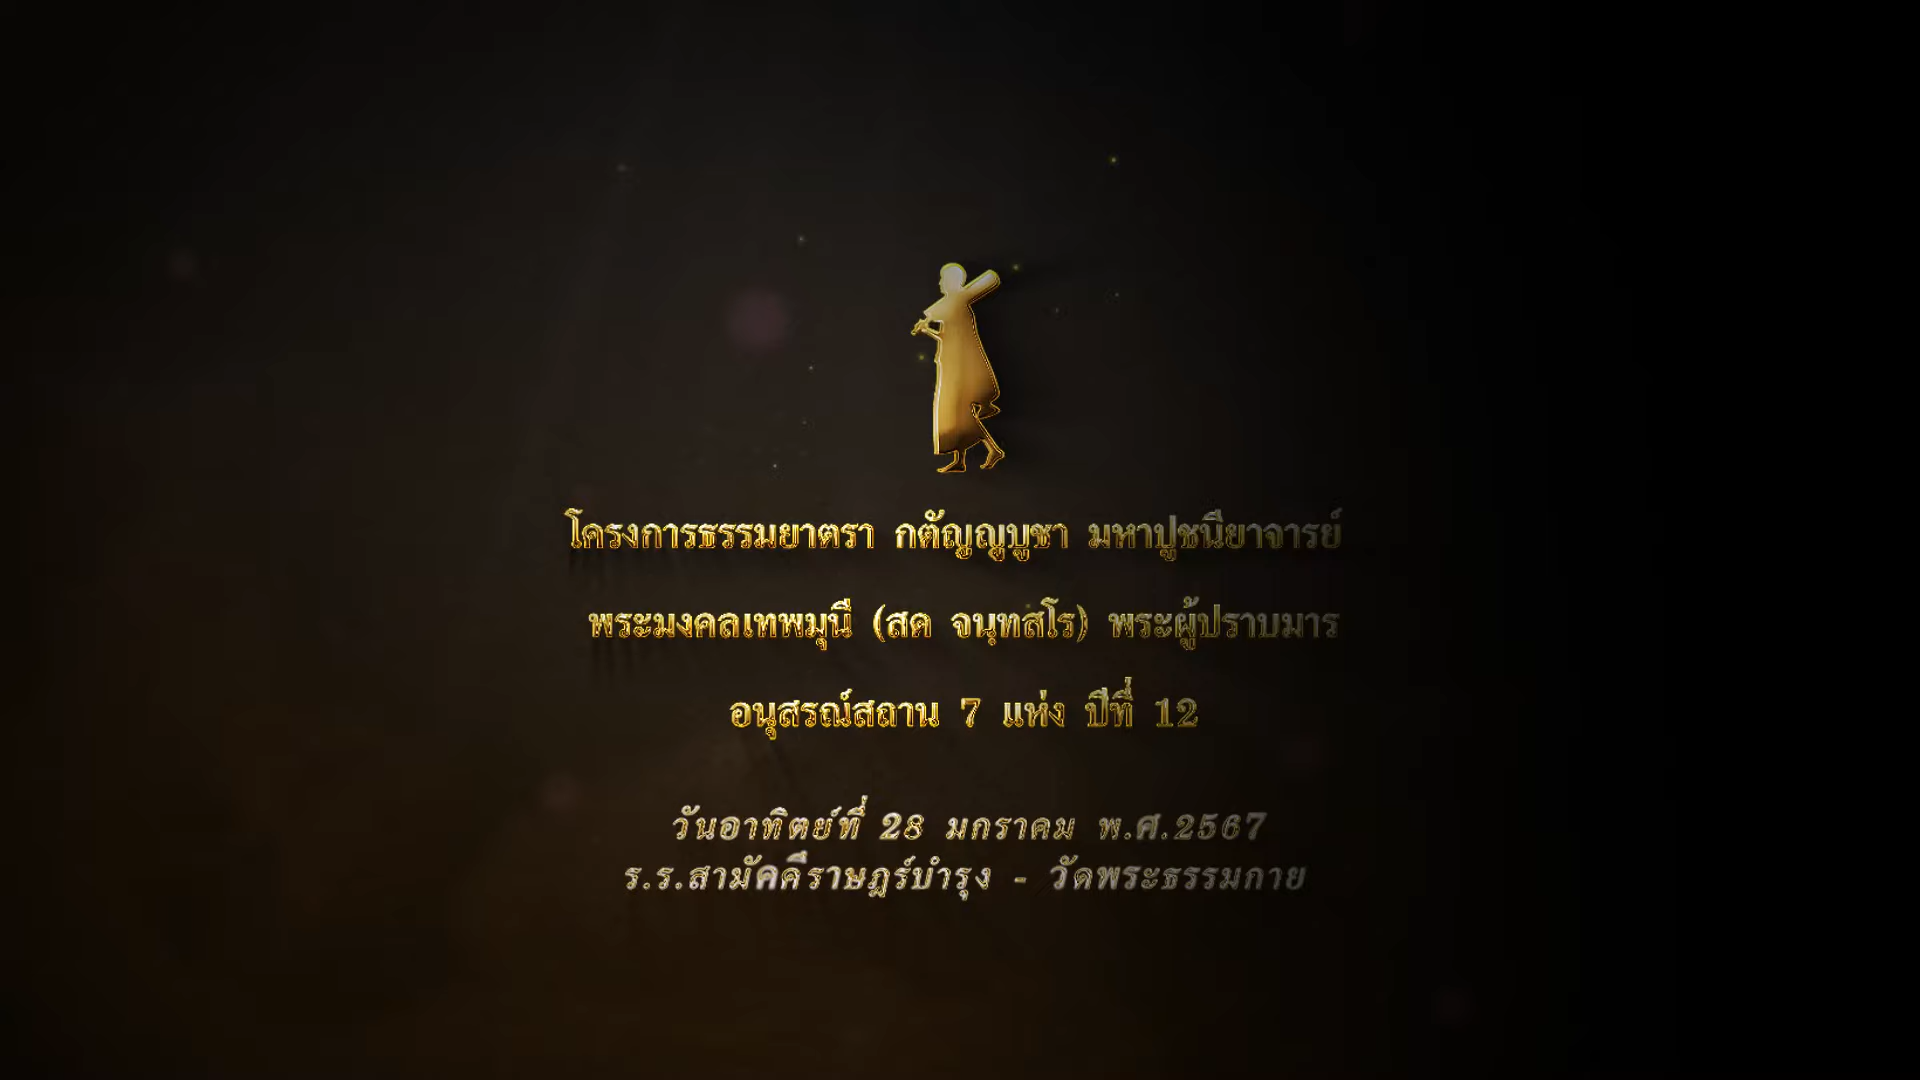 โครงการธรรมยาตรา กตัญญูบูชา มหาปูชนียาจารย์
พระมงคลเทพมุนี (สด จนฺทสโร) พระผู้ปราบมาร
อนุสรณ์สถาน 7 แห่ง ปีที่ 12
วันอาทิตย์ที่ 28 มกราคม พ.ศ.2567
ร.ร.สามัคคีราษฎร์บำรุง - วัดพระธรรมกาย